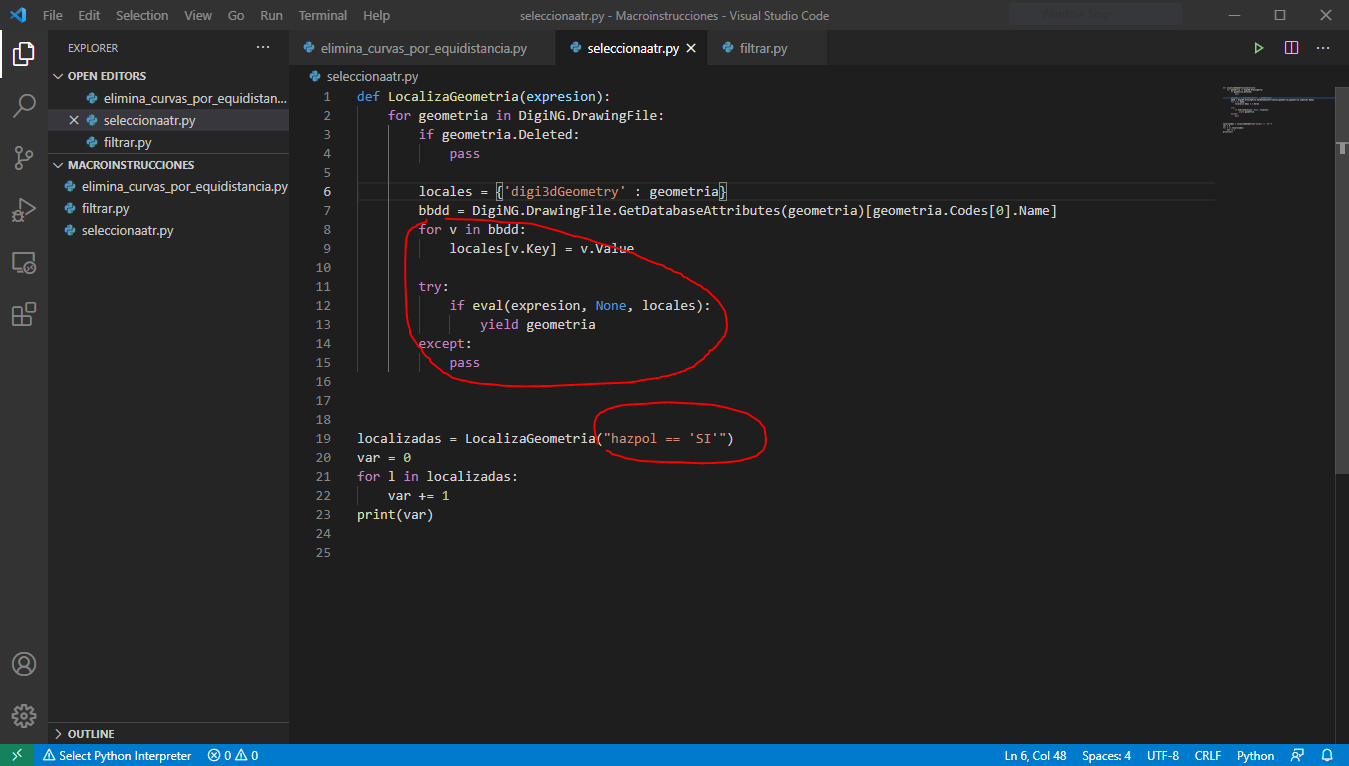 File Edit Selection View Go Run Terminal Help
seleccionaatr.py - Macroinstrucciones - Visual Studio Code
EXPLORER
OPEN EDITORS
elimina_curvas_por_equidistan...
seleccionaatr.py
filtrar.py
MACROINSTRUCCIONES
elimina_curvas_por_equidistancia.py
filtrar.py
seleccionaatr.py
OUTLINE
elimina_curvas_por_equidistancia.py seleccionaatr.py filtrar.py
seleccionaatr.py
1 def LocalizaGeometria(expresion):
2 for geometria in DigiNG.DrawingFile:
3 if geometria.Deleted:
4 pass
5
6 locales = {'digi3dGeometry' : geometria}
7 bbdd = DigiNG.DrawingFile.GetDatabaseAttributes(geometria)[geometria.Codes[0].Name]
8 for v in bbdd:
9 locales[v.Key] = v.Value
10
11 try:
12 if eval(expresion, None, locales):
13 yield geometria
14 except:
15 pass
16
17
18
19 localizadas = LocalizaGeometria("hazpol == 'SI'")
20 var = 0
21 for l in localizadas:
22 var += 1
23 print(var)
24
25
Select Python Interpreter 0 0 Ln 6, Col 48 Spaces: 4 UTF-8 CRLF Python